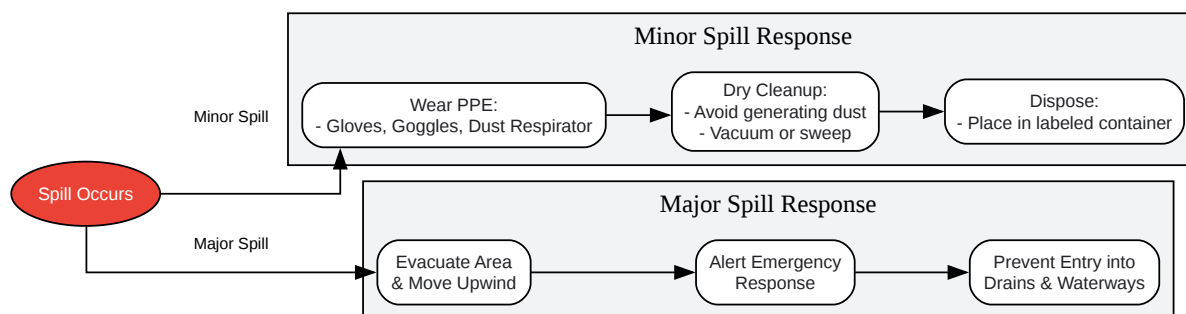 Minor Spill Response
Minor Spill
Wear PPE:
- Gloves, Goggles, Dust Respirator
Dry Cleanup:
- Avoid generating dust
- Vacuum or sweep
Dispose:
- Place in labeled container
Spill Occurs
Major Spill Response
Major Spill
Evacuate Area
& Move Upwind
Alert Emergency
Response
Prevent Entry into
Drains & Waterways